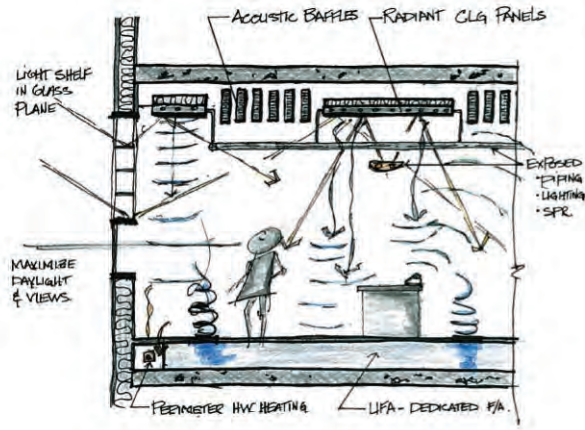 ACOUSTIC BAFFLES
RADIANT CLG PANELS
LIGHT SHELF
IN GLASS
PLANE
EXPOSED
• PIPING
• LIGHTING
• SPR.
MAXIMIZE
DAYLIGHT
& VIEWS
PERIMETER HW HEATING
UFA - DEDICATED F/A.